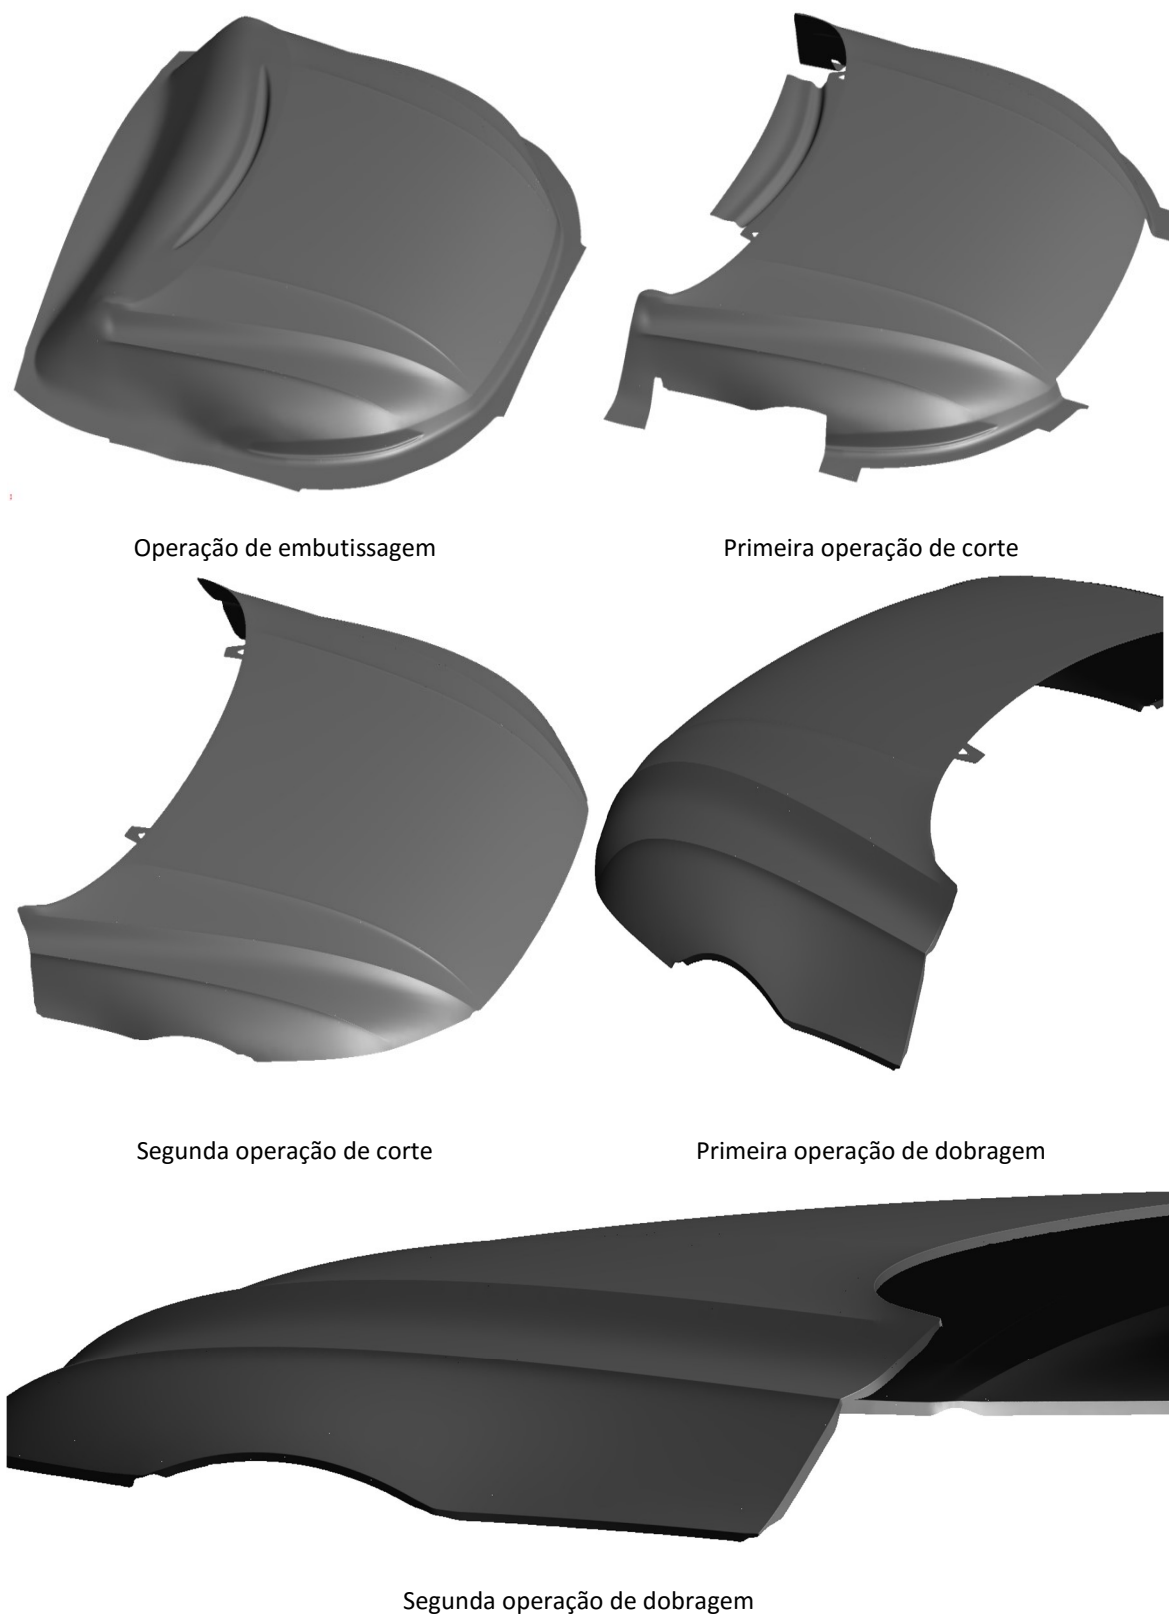 Operação de embutissagem
Primeira operação de corte
Segunda operação de corte
Primeira operação de dobragem
Segunda operação de dobragem